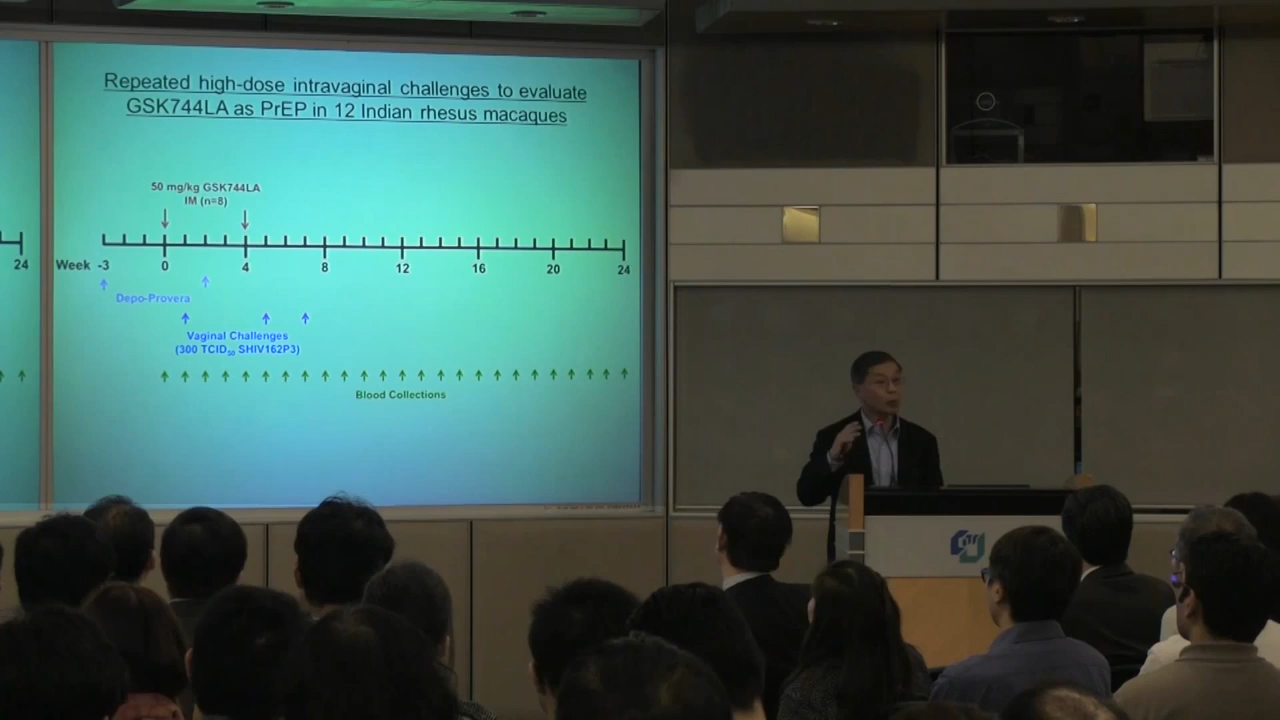 Repeated high-dose intravaginal challenges to evaluate
GSK744LA as PrEP in 12 Indian rhesus macaques
50 mg/kg GSK744LA
IM (n=8)
24
Week -3 0 4 8 12 16 20 24
Depo-Provera
Vaginal Challenges
(300 TCID50 SHIV162P3)
Blood Collections